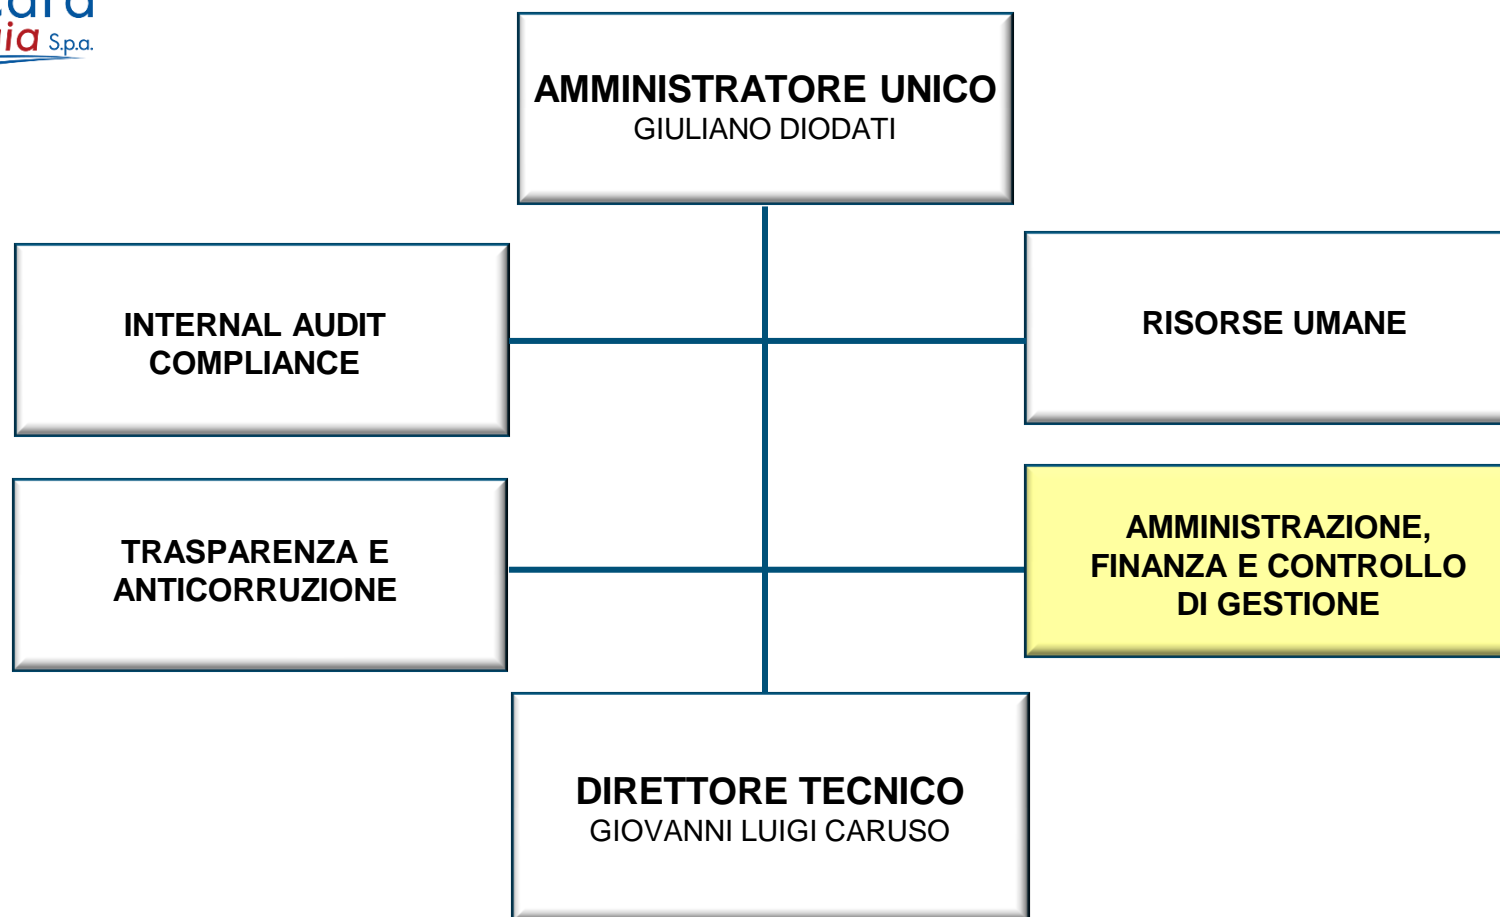 S.p.a.
AMMINISTRATORE UNICO
GIULIANO DIODATI
INTERNAL AUDIT
COMPLIANCE
RISORSE UMANE
TRASPARENZA E
ANTICORRUZIONE
AMMINISTRAZIONE,
FINANZA E CONTROLLO
DI GESTIONE
DIRETTORE TECNICO
GIOVANNI LUIGI CARUSO